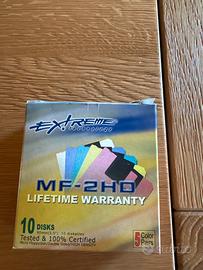 EXTREME
MF-2HD
LIFETIME WARRANTY
10 DISKS
Tested & 100% Certified
5 Color